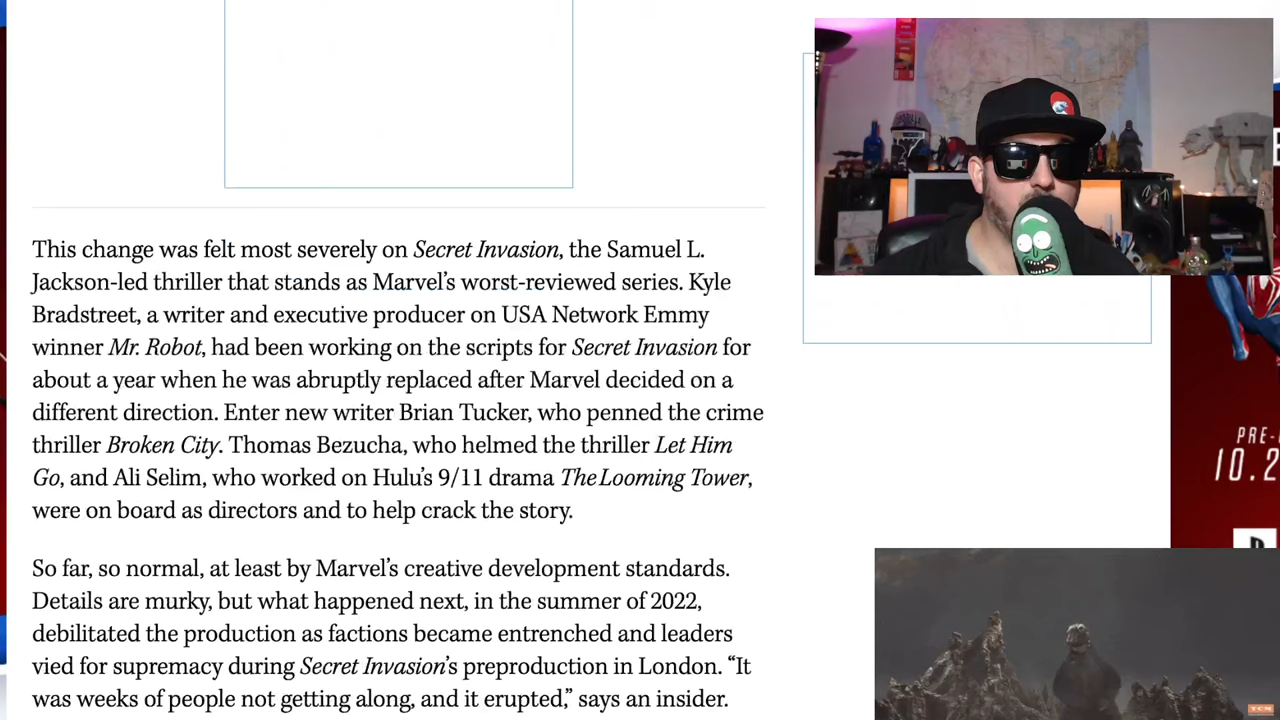 This change was felt most severely on Secret Invasion, the Samuel L.
Jackson-led thriller that stands as Marvel’s worst-reviewed series. Kyle
Bradstreet, a writer and executive producer on USA Network Emmy
winner Mr. Robot, had been working on the scripts for Secret Invasion for
about a year when he was abruptly replaced after Marvel decided on a
different direction. Enter new writer Brian Tucker, who penned the crime
thriller Broken City. Thomas Bezucha, who helmed the thriller Let Him
Go, and Ali Selim, who worked on Hulu’s 9/11 drama The Looming Tower,
were on board as directors and to help crack the story.
So far, so normal, at least by Marvel’s creative development standards.
Details are murky, but what happened next, in the summer of 2022,
debilitated the production as factions became entrenched and leaders
vied for supremacy during Secret Invasion’s preproduction in London. “It
was weeks of people not getting along, and it erupted,” says an insider.
PRE-
10.2
TCM